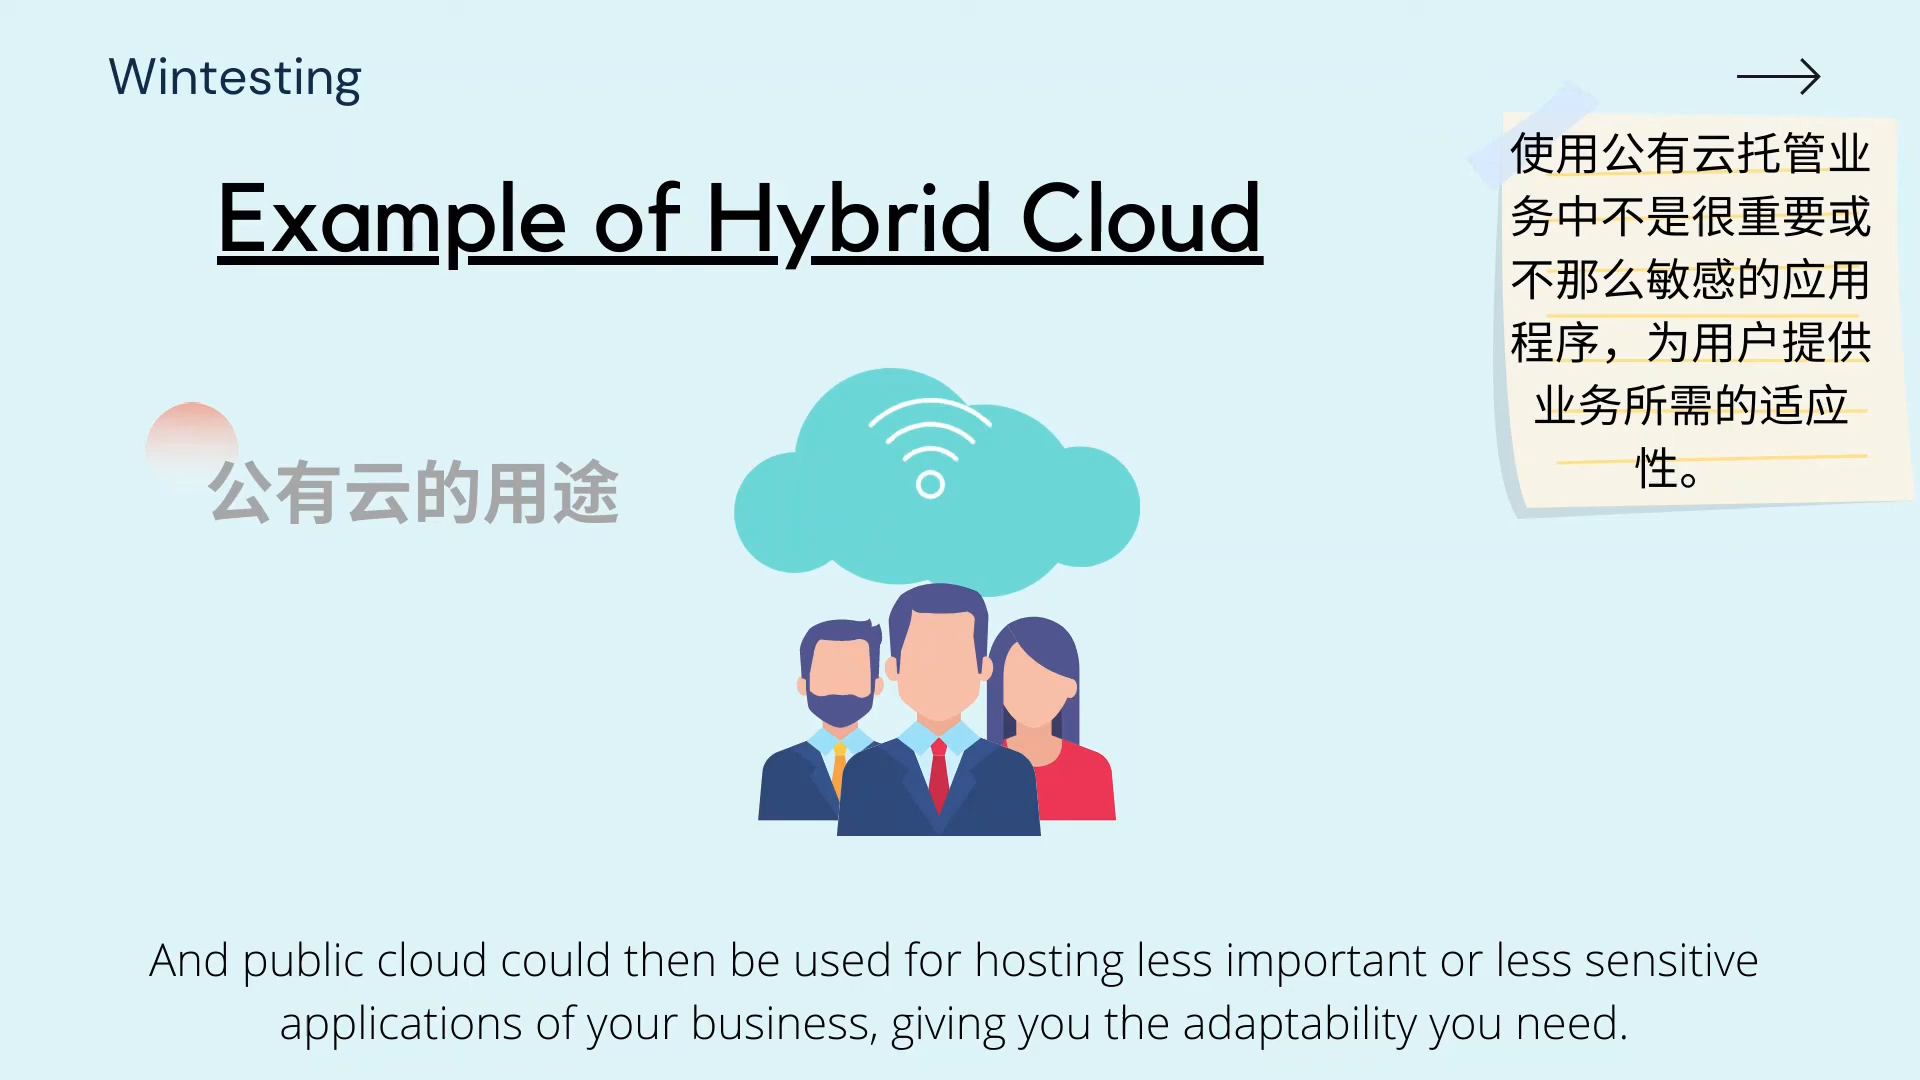 Wintesting
Example of Hybrid Cloud
使用公有云托管业
务中不是很重要或
不那么敏感的应用
程序，为用户提供
业务所需的适应
性。
公有云的用途
And public cloud could then be used for hosting less important or less sensitive
applications of your business, giving you the adaptability you need.